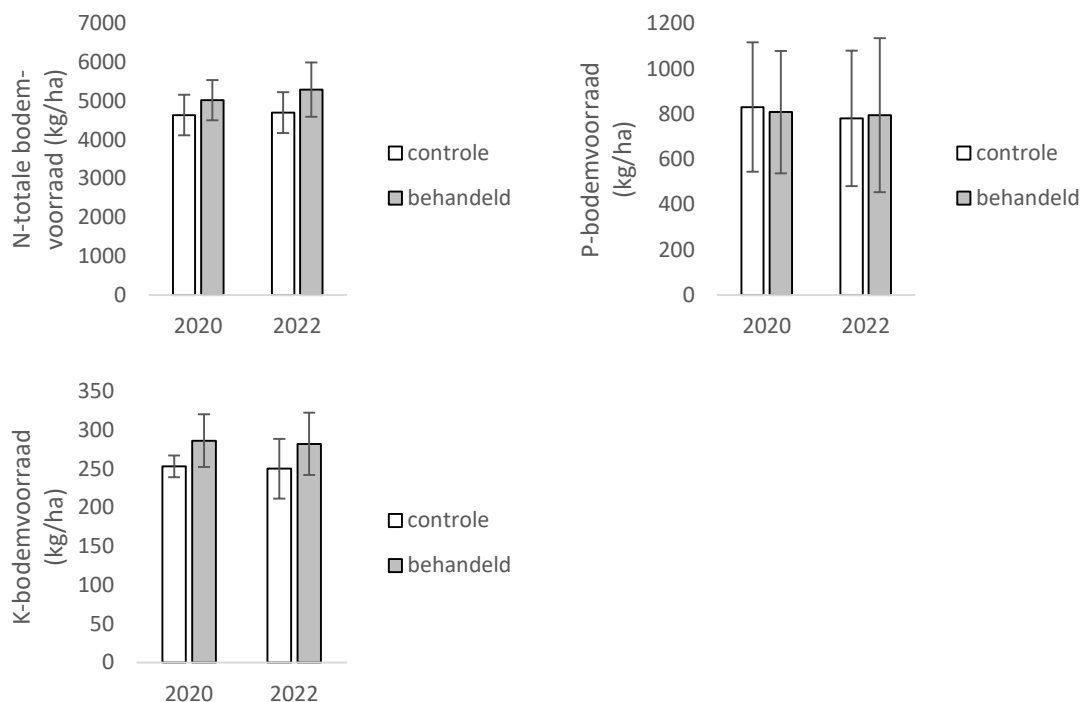 7000
6000
5000
4000
3000
2000
1000
0
N-totale bodem-
voorraad (kg/ha)
2020
2022
controle
behandeld
1200
1000
800
600
400
200
0
P-bodemvoorraad
(kg/ha)
2020
2022
controle
behandeld
350
300
250
200
150
100
50
0
K-bodemvoorraad
(kg/ha)
2020
2022
controle
behandeld